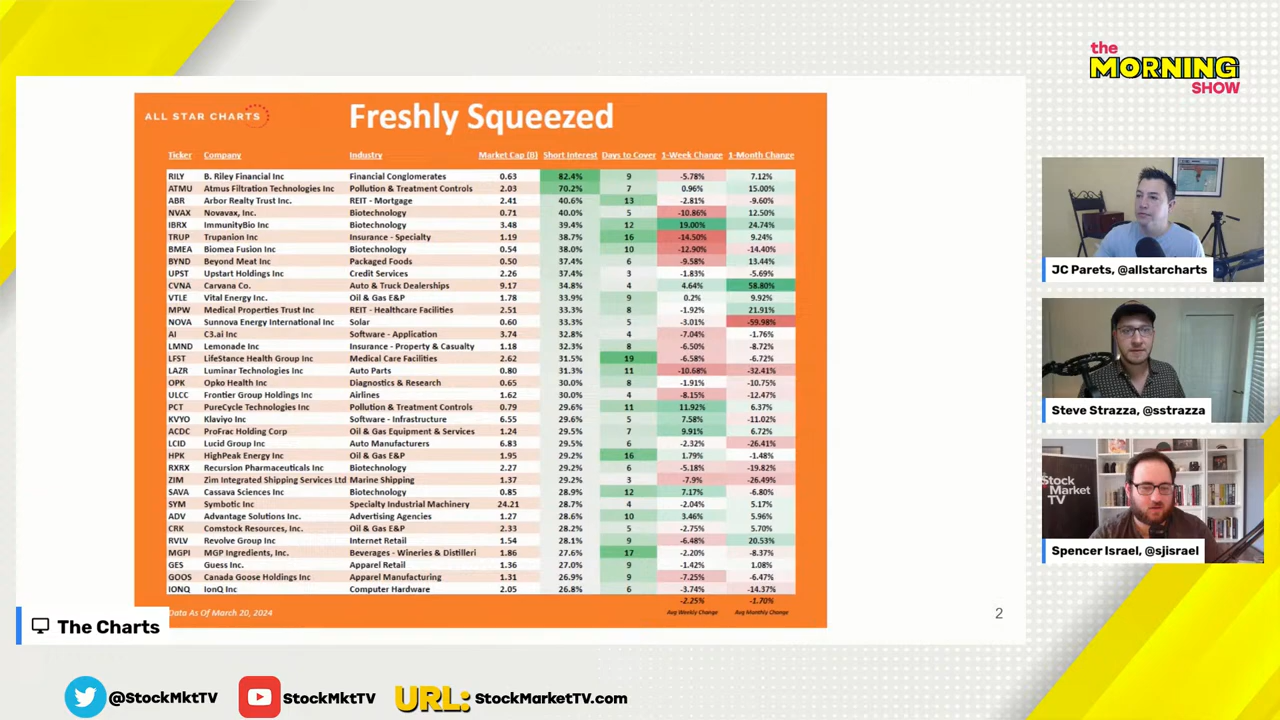 the
MORNING
SHOW
ALL STAR CHARTS
Freshly Squeezed
Ticker Company Industry Market Cap (B) Short Interest Days to Cover 1-Week Change 1-Month Change
RILY B. Riley Financial Inc Financial Conglomerates 0.63 82.4% 9 -5.78% 7.12%
ATMU Atmus Filtration Technologies Inc Pollution & Treatment Controls 2.03 70.2% 7 0.96% 15.00%
ABR Arbor Realty Trust Inc. REIT - Mortgage 2.41 40.6% 13 -2.81% -9.60%
NVAX Novavax, Inc. Biotechnology 0.71 40.0% 5 -10.86% 12.50%
IBRX ImmunityBio Inc Biotechnology 3.48 39.4% 12 19.00% 24.74%
TRUP Trupanion Inc Insurance - Specialty 1.19 38.7% 16 -14.50% 9.24%
BMEA Biomea Fusion Inc Biotechnology 0.54 38.0% 10 -12.90% -14.40%
BYND Beyond Meat Inc Packaged Foods 0.50 37.4% 6 -9.58% 13.44%
UPST Upstart Holdings Inc Credit Services 2.26 37.4% 3 -1.83% -5.69%
CVNA Carvana Co. Auto & Truck Dealerships 9.17 34.8% 4 4.64% 58.80%
VTLE Vital Energy Inc. Oil & Gas E&P 1.78 33.9% 9 0.2% 9.92%
MPW Medical Properties Trust Inc REIT - Healthcare Facilities 2.51 33.3% 8 -1.92% 21.91%
NOVA Sunnova Energy International Inc Solar 0.60 33.3% 5 -3.01% -59.98%
AI C3.ai Inc Software - Application 3.74 32.8% 4 -7.04% -1.76%
LMND Lemonade Inc Insurance - Property & Casualty 1.18 32.3% 8 -6.50% -8.72%
LFST LifeStance Health Group Inc Medical Care Facilities 2.62 31.5% 19 -6.58% -6.72%
LAZR Luminar Technologies Inc Auto Parts 0.80 31.3% 11 -10.68% -32.41%
OPK Opko Health Inc Diagnostics & Research 0.65 30.0% 8 -1.91% -10.75%
ULCC Frontier Group Holdings Inc Airlines 1.62 30.0% 4 -8.15% -12.47%
PCT PureCycle Technologies Inc Pollution & Treatment Controls 0.79 29.6% 11 11.92% 6.37%
KVYO Klaviyo Inc Software - Infrastructure 6.55 29.6% 5 7.58% -11.02%
ACDC ProFrac Holding Corp Oil & Gas Equipment & Services 1.24 29.5% 7 9.91% 6.72%
LCID Lucid Group Inc Auto Manufacturers 6.83 29.5% 6 -2.32% -26.41%
HPK HighPeak Energy Inc Oil & Gas E&P 1.95 29.2% 16 1.79% -1.48%
RXRX Recursion Pharmaceuticals Inc Biotechnology 2.27 29.2% 6 -5.18% -19.82%
ZIM Zim Integrated Shipping Services Ltd Marine Shipping 1.37 29.2% 3 -7.9% -26.49%
SAVA Cassava Sciences Inc Biotechnology 0.85 28.9% 12 7.17% -6.80%
SYM Symbotic Inc Specialty Industrial Machinery 24.21 28.7% 4 -2.04% 5.17%
ADV Advantage Solutions Inc. Advertising Agencies 1.27 28.6% 10 3.46% 5.96%
CRK Comstock Resources, Inc. Oil & Gas E&P 2.33 28.2% 5 -2.75% 5.70%
RVLV Revolve Group Inc Internet Retail 1.54 28.1% 9 -6.48% 20.53%
MGPI MGP Ingredients, Inc. Beverages - Wineries & Distilleri 1.86 27.6% 17 -2.20% -8.37%
GES Guess Inc. Apparel Retail 1.36 27.0% 9 -1.42% 1.08%
GOOS Canada Goose Holdings Inc Apparel Manufacturing 1.31 26.9% 9 -7.25% -6.47%
IONQ IonQ Inc Computer Hardware 2.05 26.8% 6 -3.74% -14.37%
-2.25% -1.70%
Data As Of March 20, 2024 Avg Weekly Change Avg Monthly Change
2
The Charts
JC Parets, @allstarcharts
Steve Strazza, @sstrazza
Stock
Market
TV
Spencer Israel, @sjisrael
@StockMktTV StockMktTV URL: StockMarketTV.com